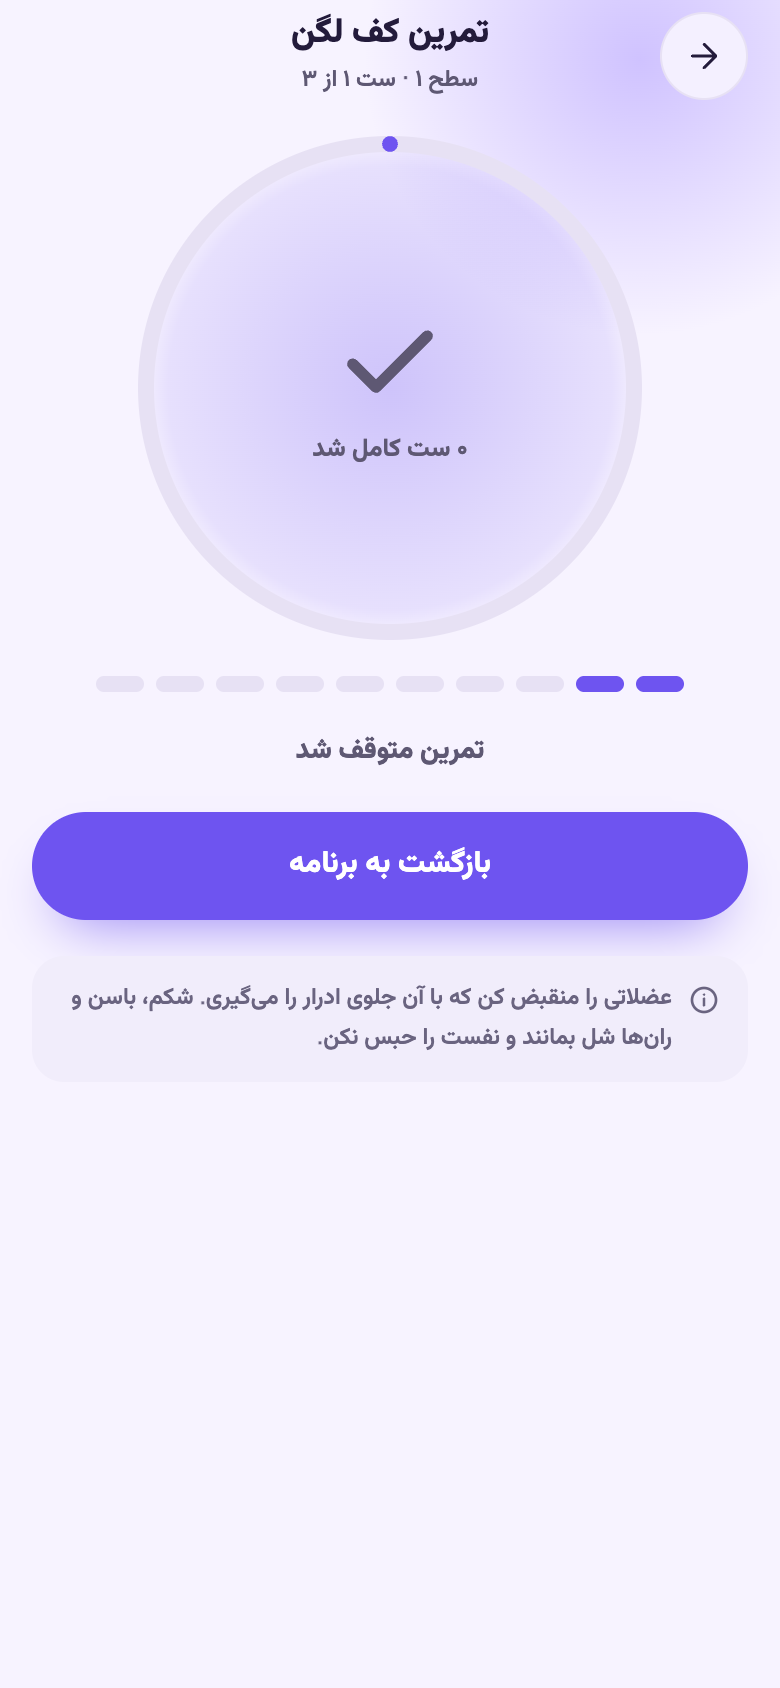 تمرین کف لگن
سطح ۱ · ست ۱ از ۳
۰ ست کامل شد
تمرین متوقف شد
بازگشت به برنامه
عضلاتی را منقبض کن که با آن جلوی ادرار را می‌گیری. شکم، باسن و
ران‌ها شل بمانند و نفست را حبس نکن.